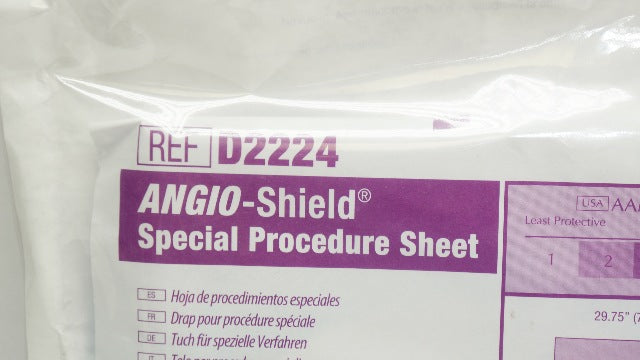 REF D2224
ANGIO-Shield®
Special Procedure Sheet
ES Hoja de procedimientos especiales
FR Drap pour procédure spéciale
DE Tuch für spezielle Verfahren
USA
Least Protective
1 2
29.75"